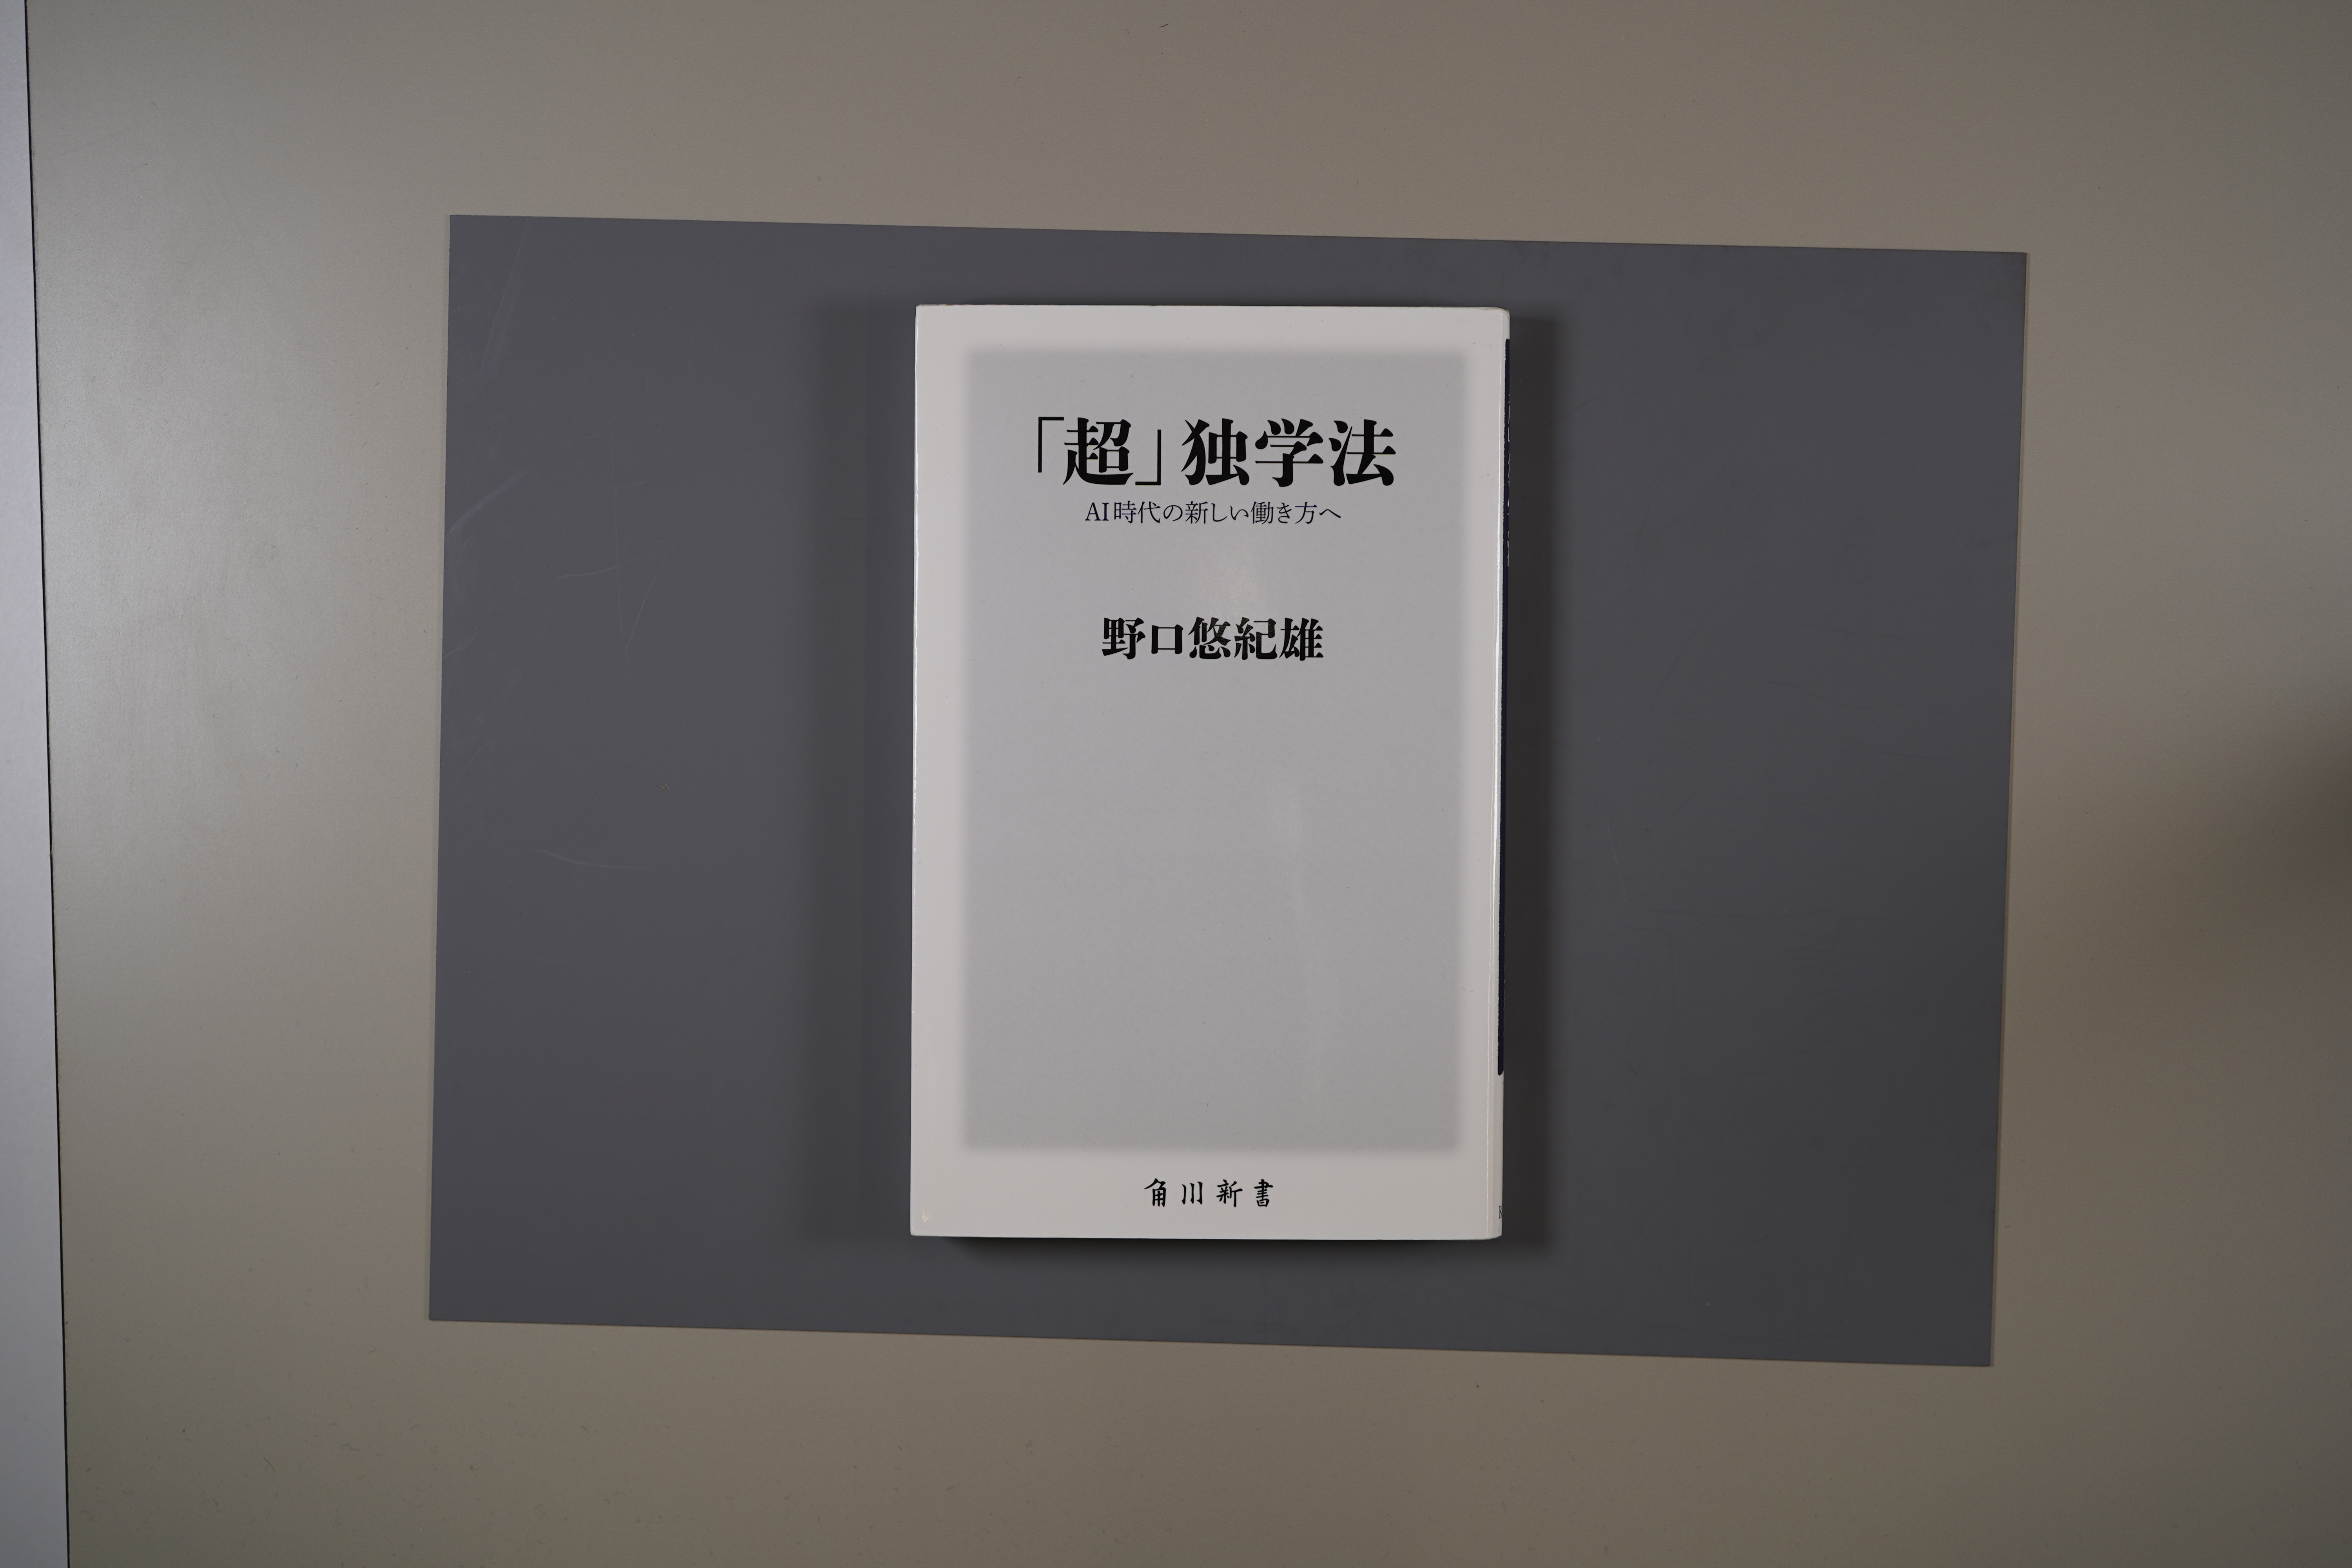 「超」独学法
AI時代の新しい働き方へ
野口悠紀雄
角川新書